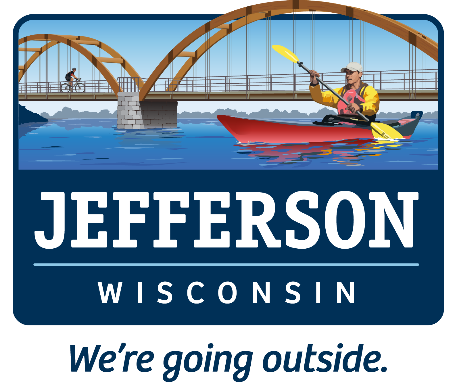 JEFFERSON
WISCONSIN
We're going outside.